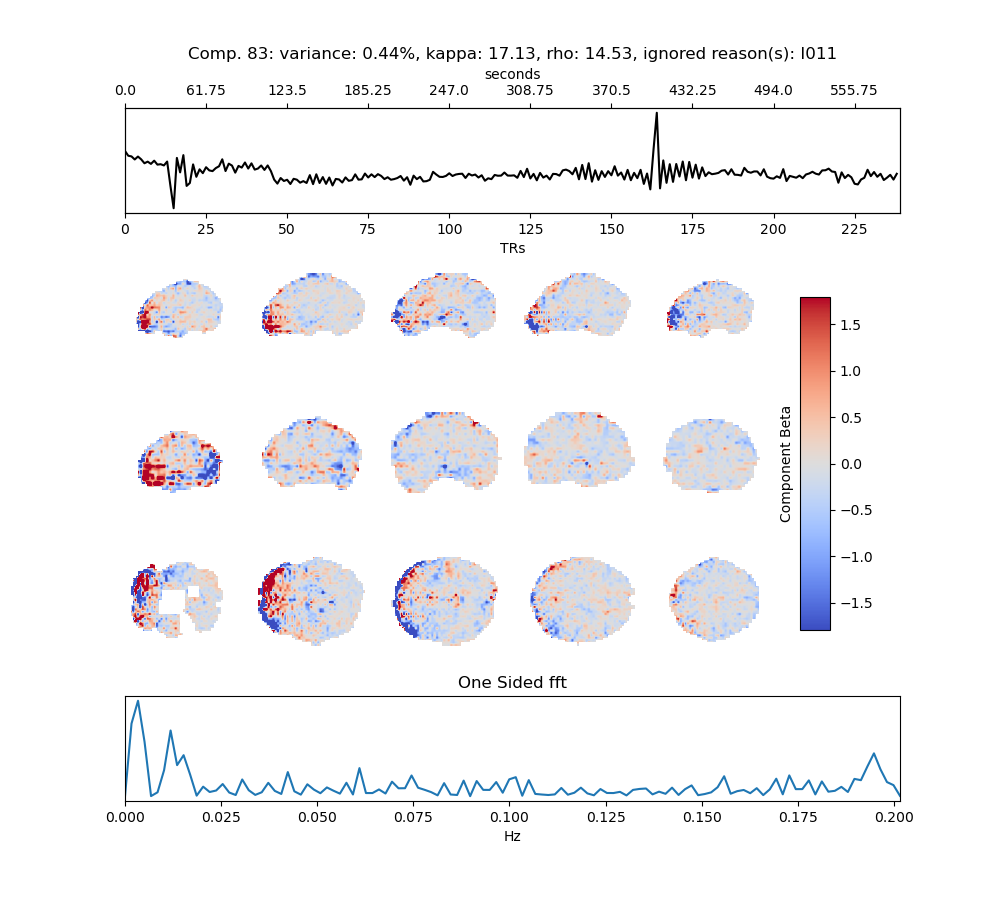 Comp. 83: variance: 0.44%, kappa: 17.13, rho: 14.53, ignored reason(s): I011
seconds
0.0 61.75 123.5 185.25 247.0 308.75 370.5 432.25 494.0 555.75
0 25 50 75 100 125 150 175 200 225
TRs
1.5
1.0
0.5
0.0
−0.5
−1.0
−1.5
Component Beta
One Sided fft
0.000 0.025 0.050 0.075 0.100 0.125 0.150 0.175 0.200
Hz